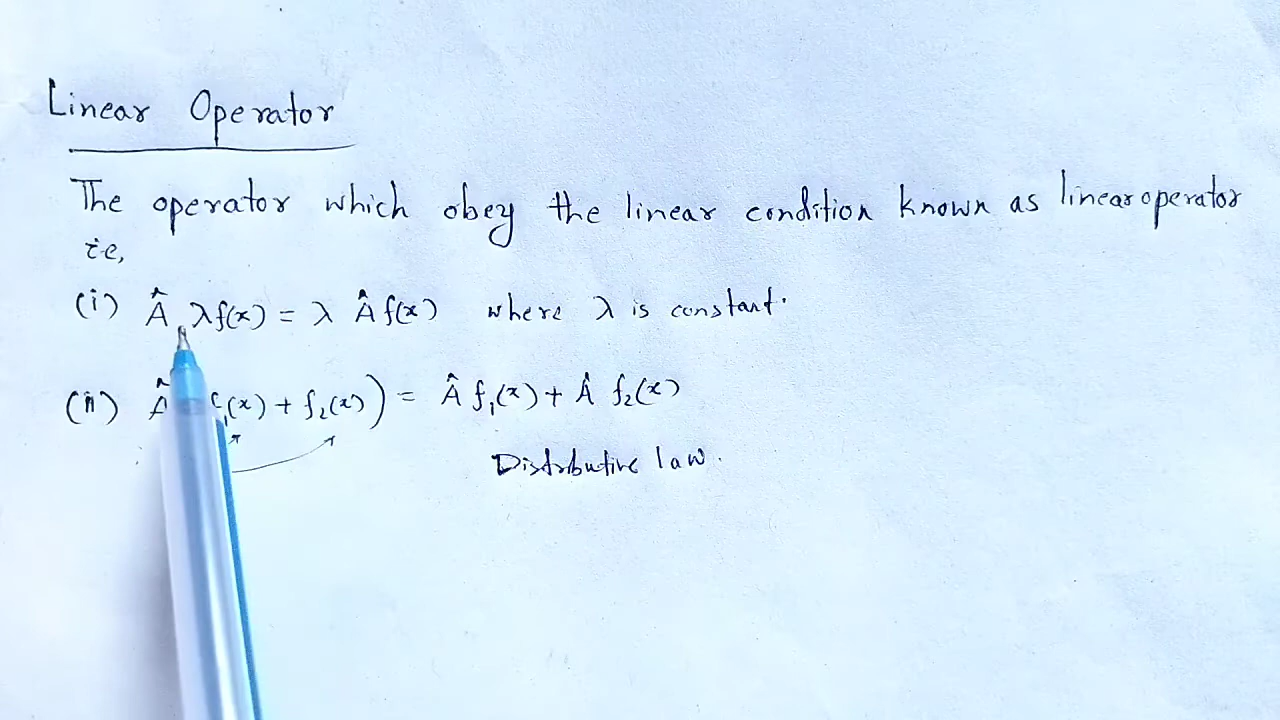 Linear Operator
The operator which obey the linear condition known as linear operator
ie,
(i) Â λf(x) = λ Â f(x) where λ is constant.
(ii) Â f₁(x) + f₂(x)) = Â f₁(x) + Â f₂(x)
Distributive law.